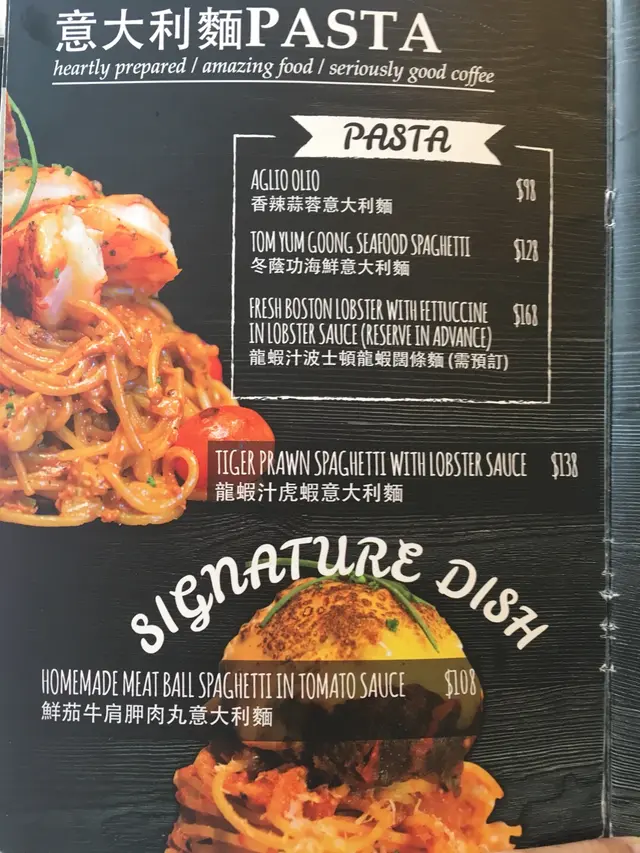 意大利麵PASTA
heartly prepared / amazing food / seriously good coffee
PASTA
AGLIO OLIO $98
香辣蒜蓉意大利麵
TOM YUM GOONG SEAFOOD SPAGHETTI $128
冬蔭功海鮮意大利麵
FRESH BOSTON LOBSTER WITH FETTUCCINE $168
IN LOBSTER SAUCE (RESERVE IN ADVANCE)
龍蝦汁波士頓龍蝦闊條麵 (需預訂)
TIGER PRAWN SPAGHETTI WITH LOBSTER SAUCE $138
龍蝦汁虎蝦意大利麵
SIGNATURE DISH
HOMEMADE MEAT BALL SPAGHETTI IN TOMATO SAUCE $108
鮮茄牛肩胛肉丸意大利麵